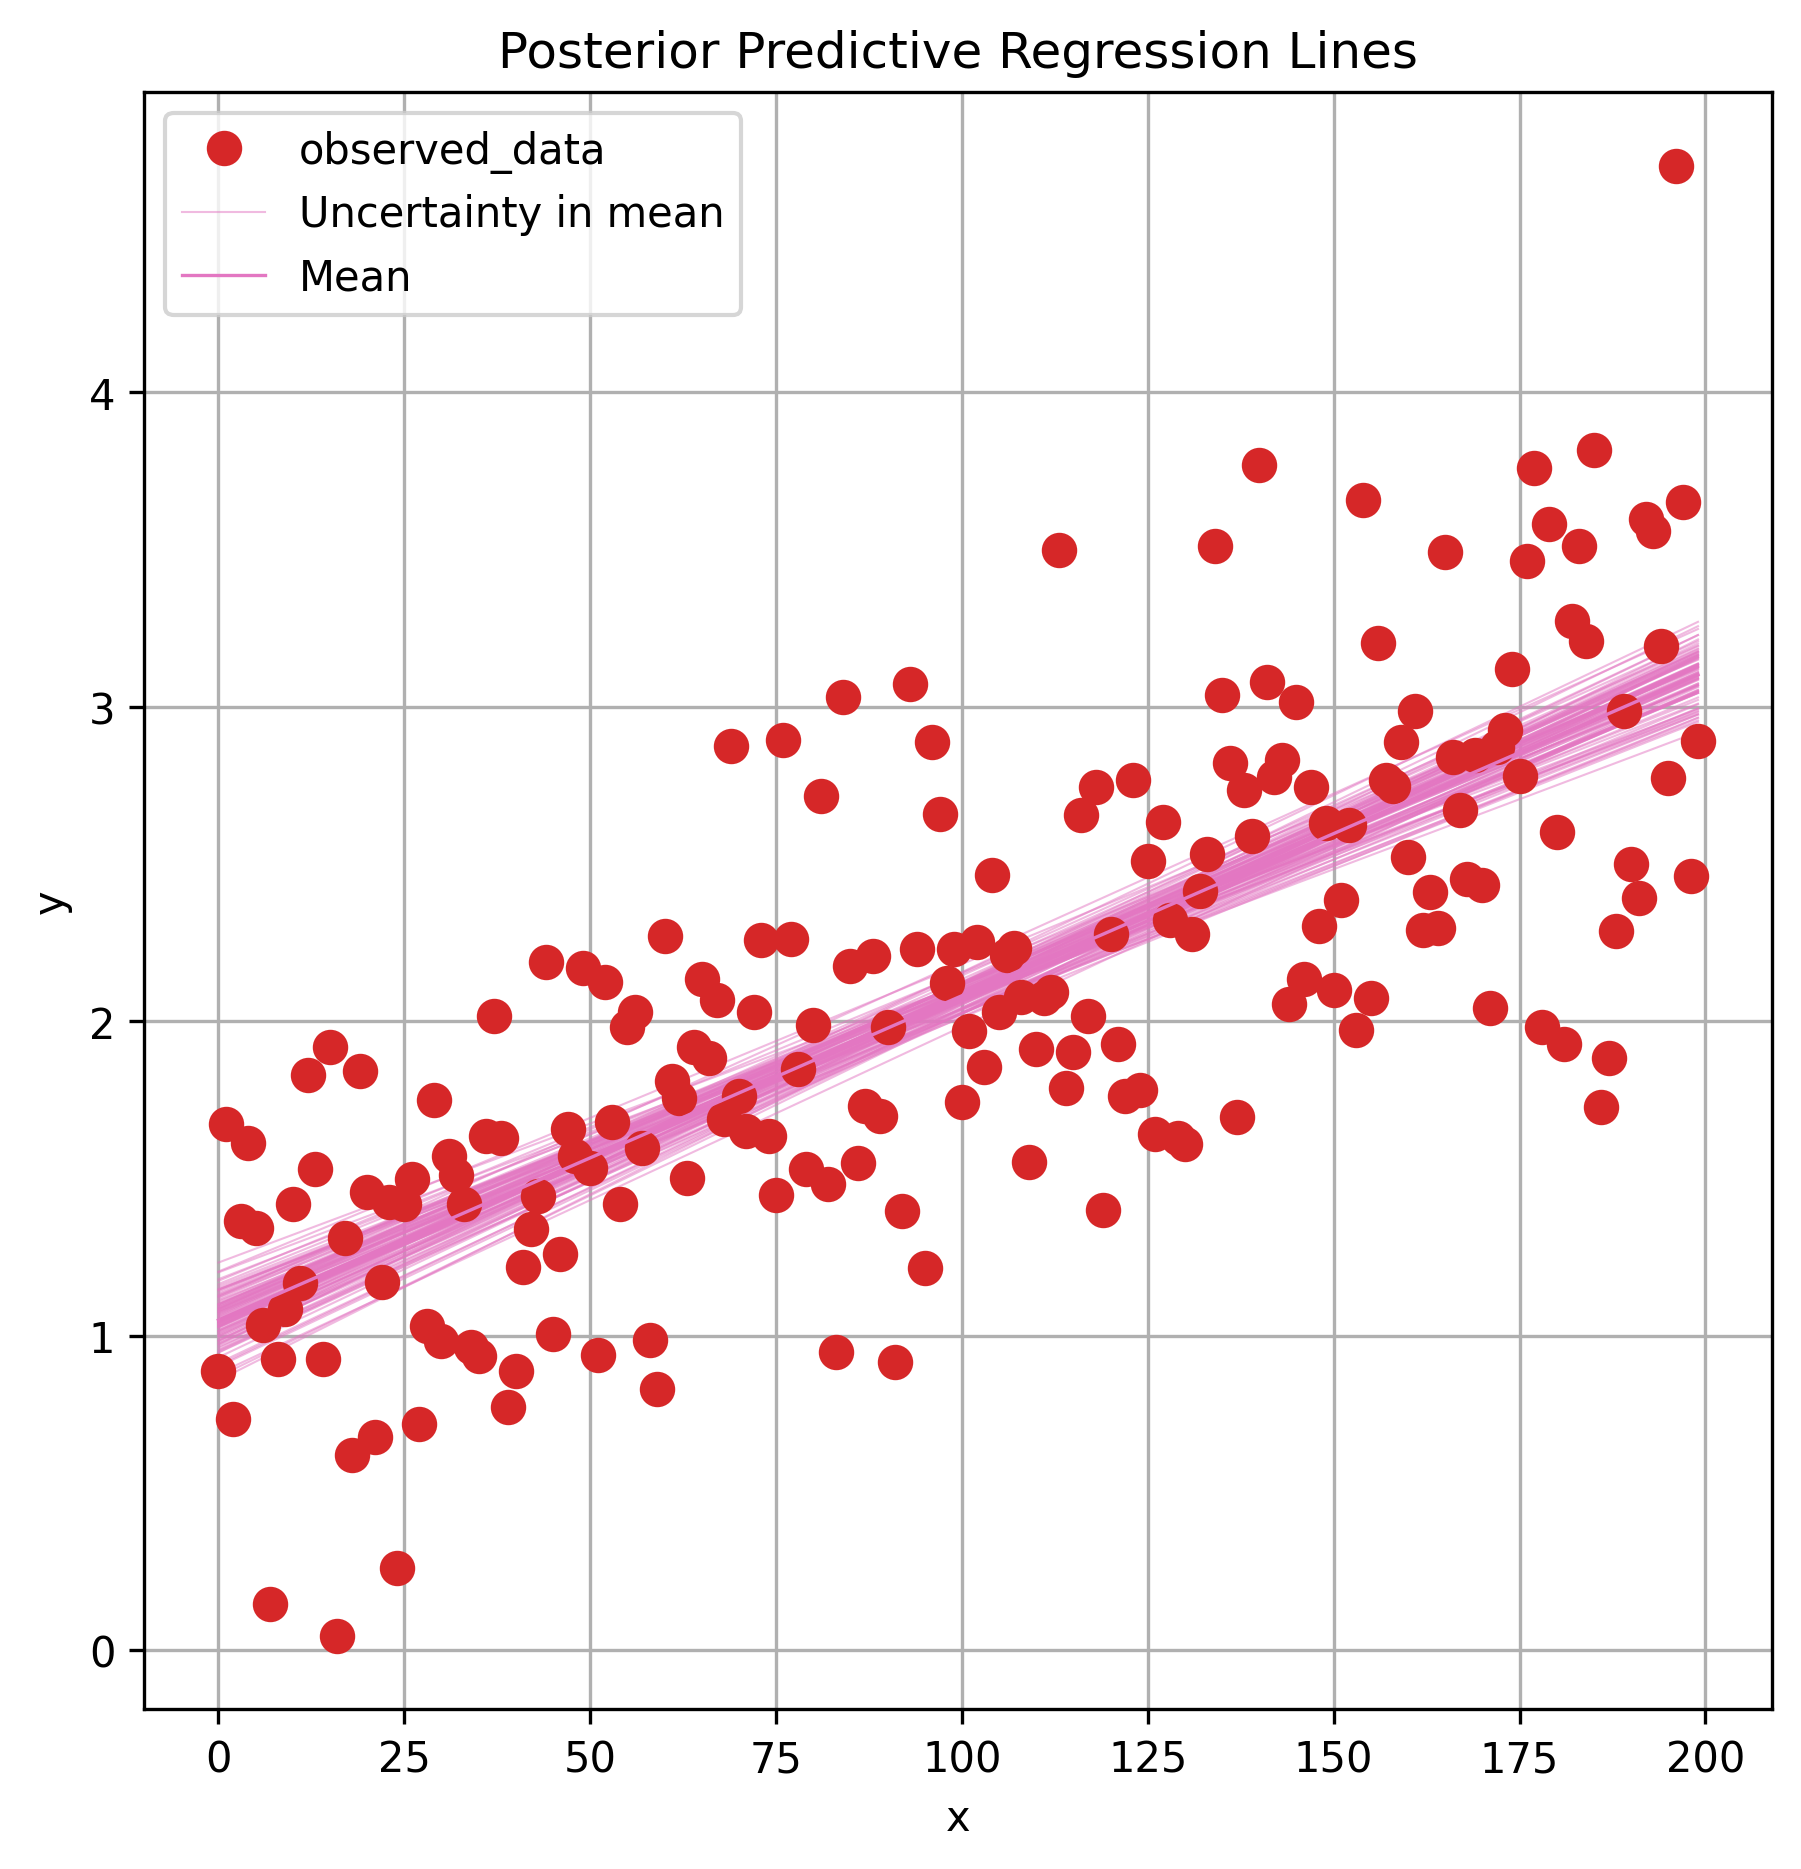 Posterior Predictive Regression Lines
observed_data
Uncertainty in mean
Mean
4
3
2
1
0
y
0 25 50 75 100 125 150 175 200
x